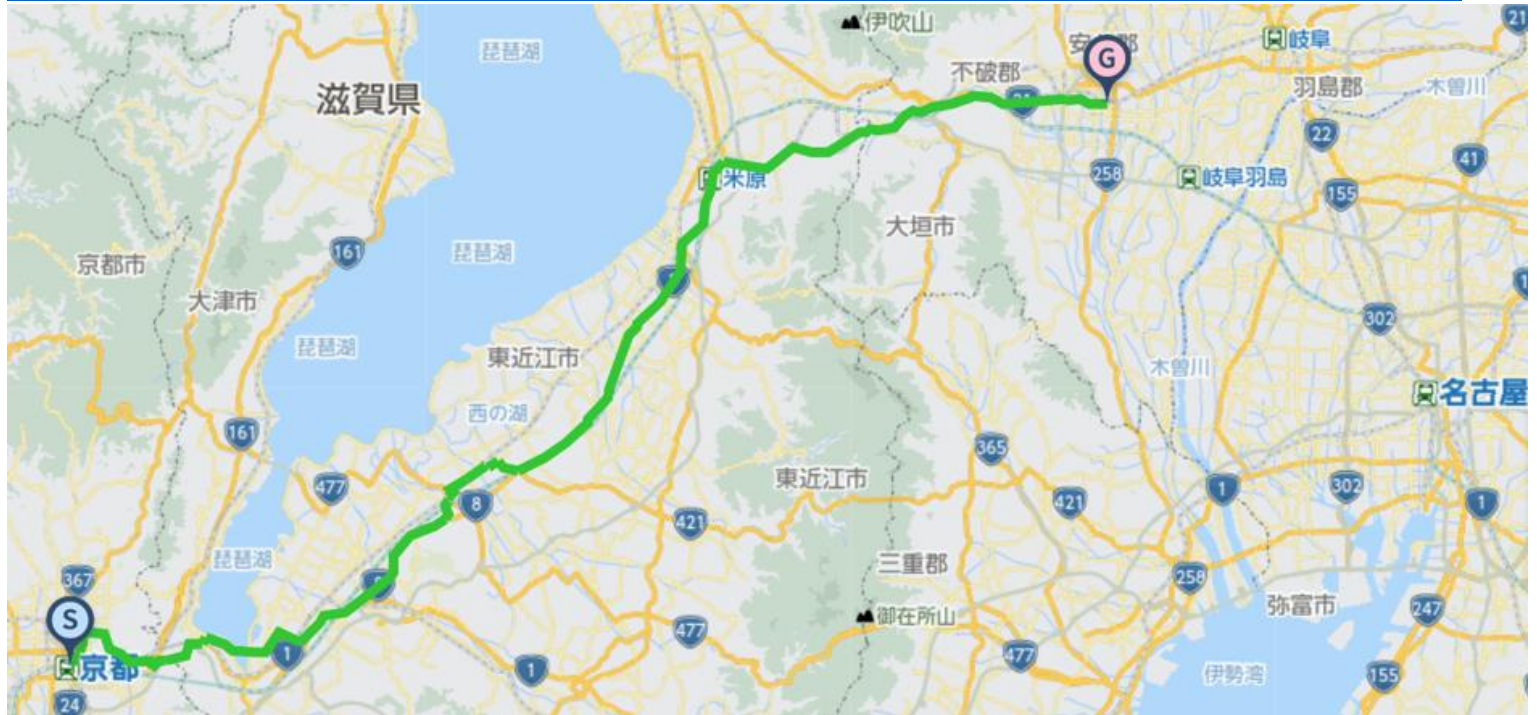 伊吹山
21
琵琶湖
岐阜
安
郡
G
不破郡
滋賀県
21
羽島郡
木曽川
22
41
米原
258
岐阜羽島
155
大垣市
161
琵琶湖
京都市
大津市
302
琵琶湖
東近江市
木曽川
名古屋
西の湖
161
365
477
東近江市
302
8
421
421
1
1
琵琶湖
三重郡
367
8
258
弥富市
247
S
御在所山
477
1
477
京都
1
伊勢湾
155
24